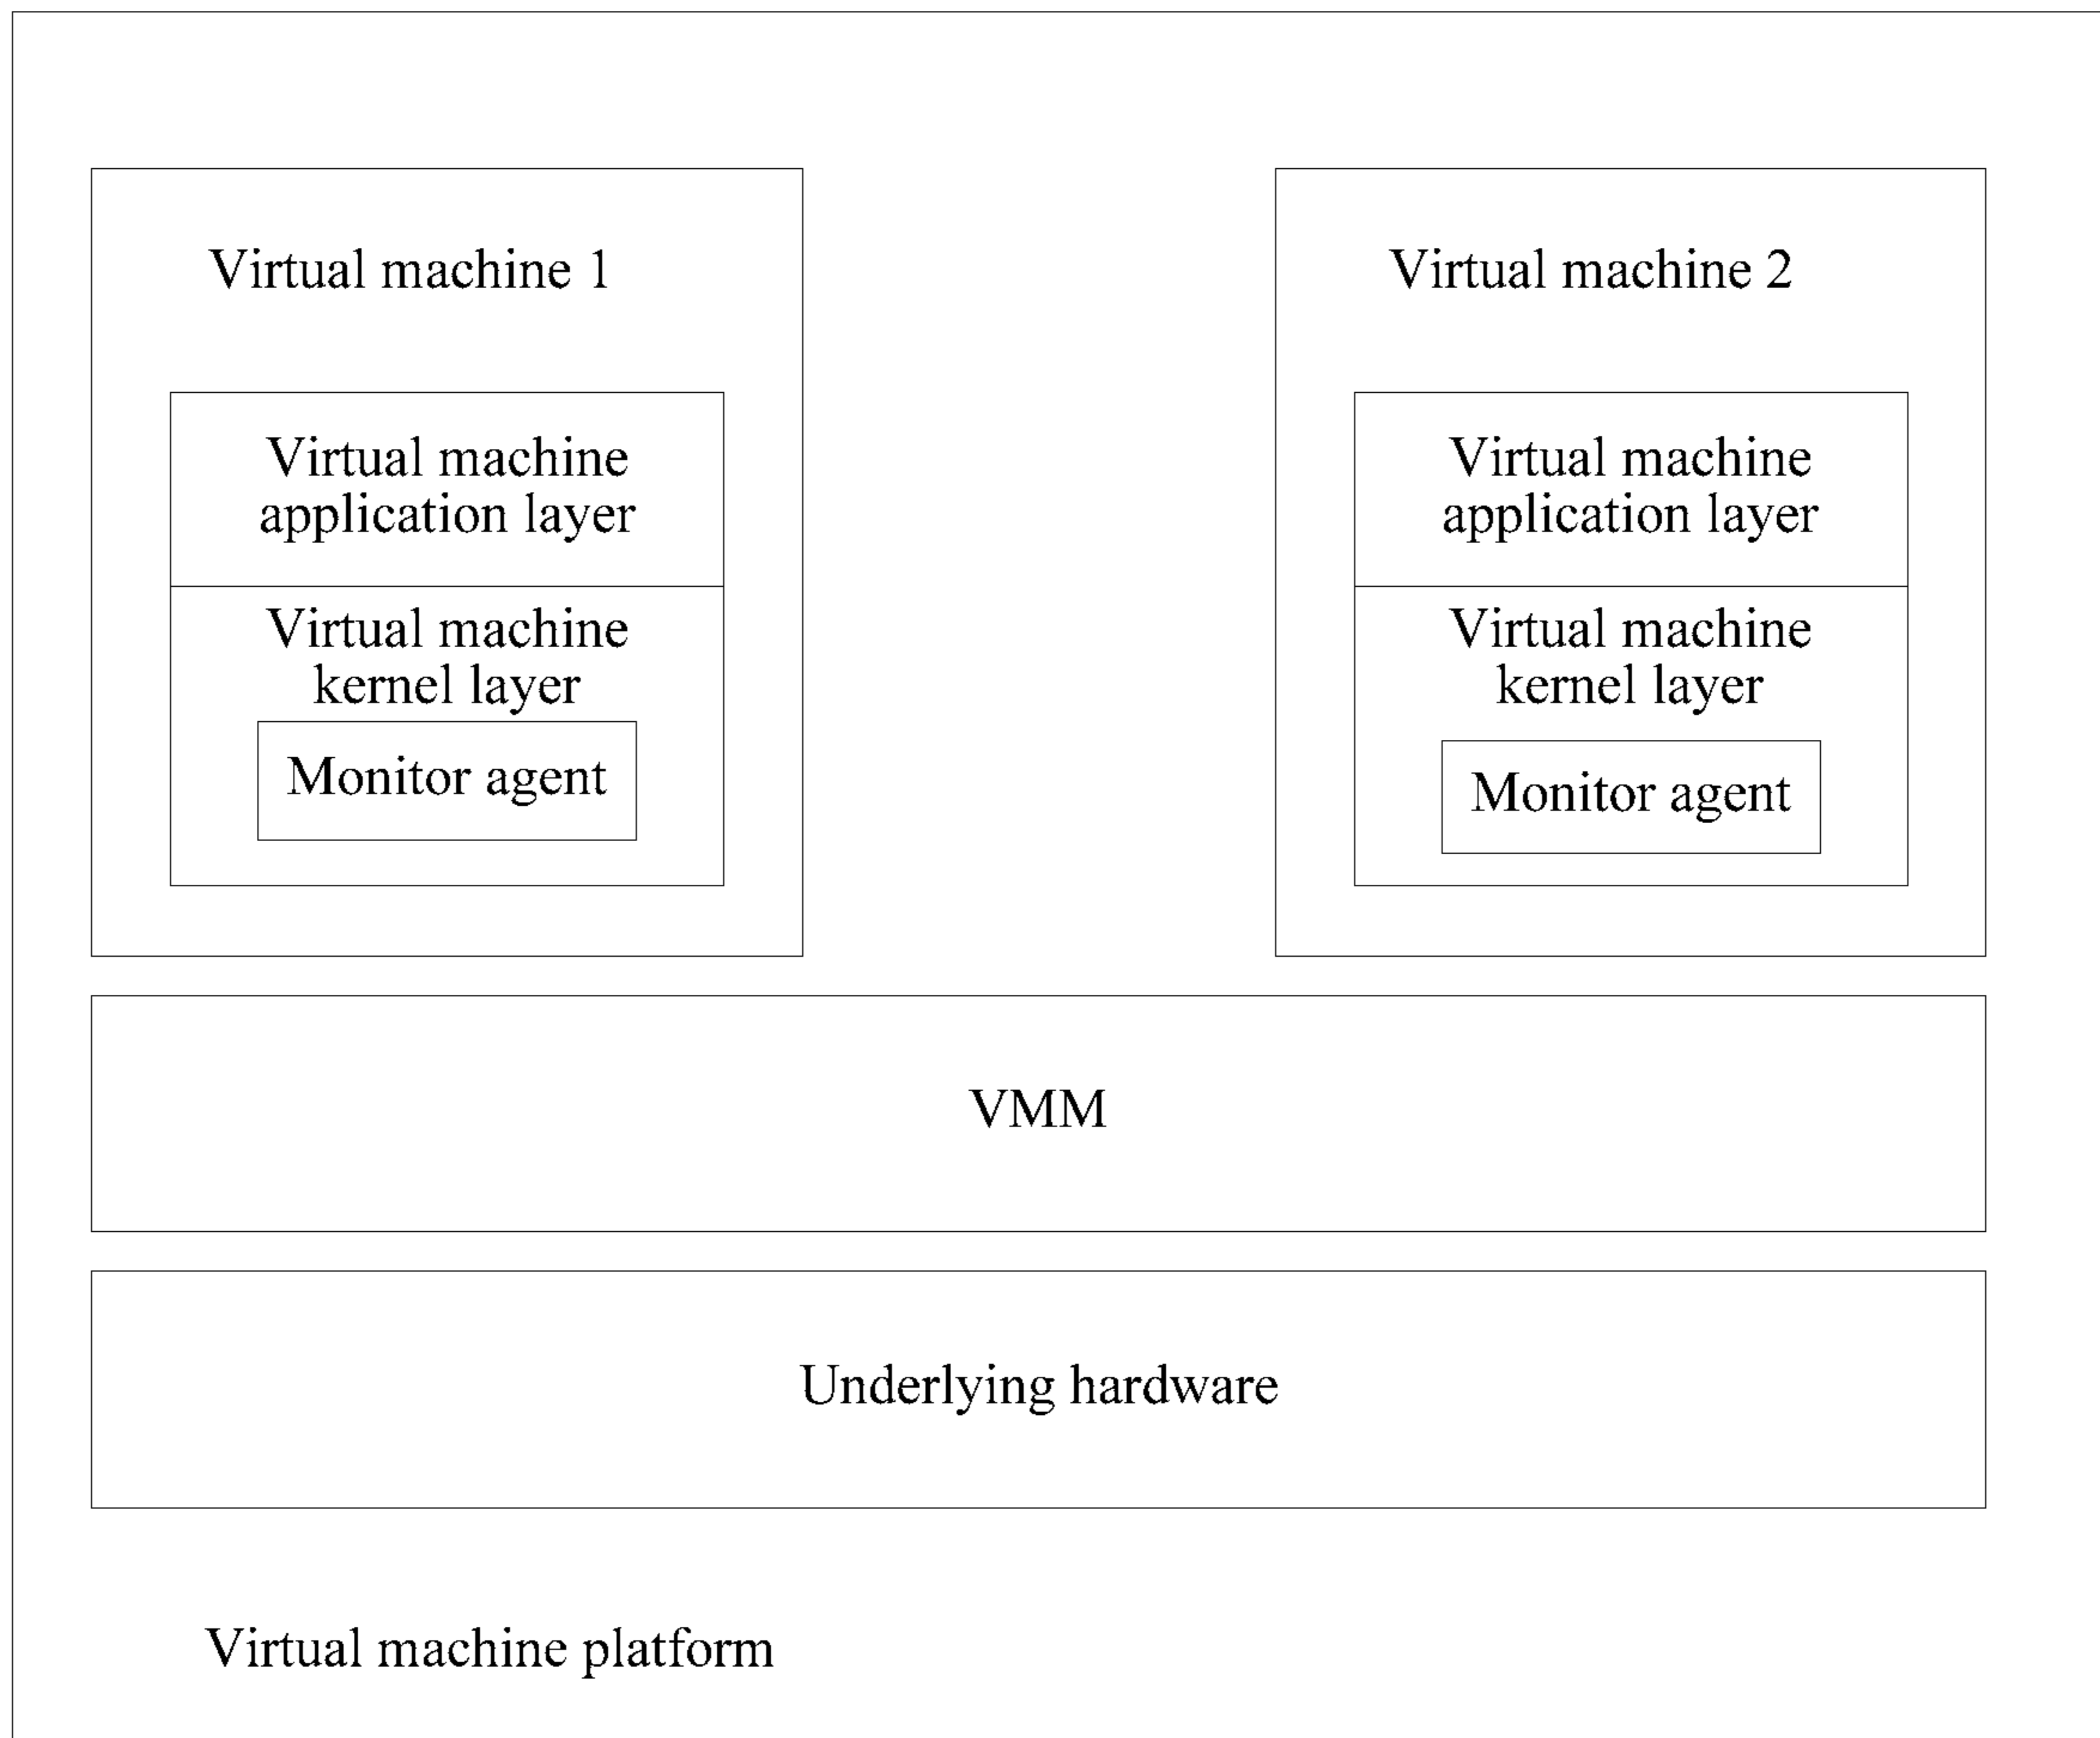 Virtual machine 1
Virtual machine
application layer
Virtual machine
kernel layer
Monitor agent
Virtual machine 2
Virtual machine
application layer
Virtual machine
kernel layer
Monitor agent
VMM
Underlying hardware
Virtual machine platform